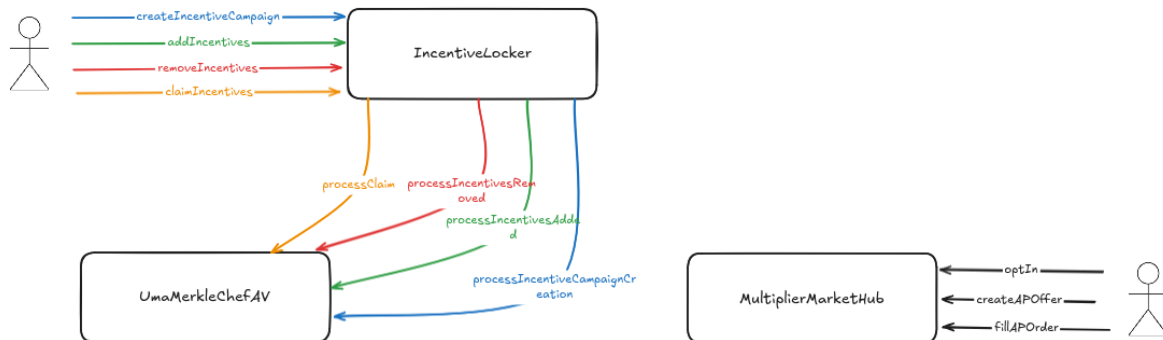 createIncentiveCampaign
addIncentives
removeIncentives
claimIncentives
IncentiveLocker
processClaim
processIncentivesRem
oved
processIncentivesAdde
d
processIncentiveCampaignCr
eation
UmaMerkleChefAV
MultiplierMarketHub
optIn
createAPOffer
fillAPOrder